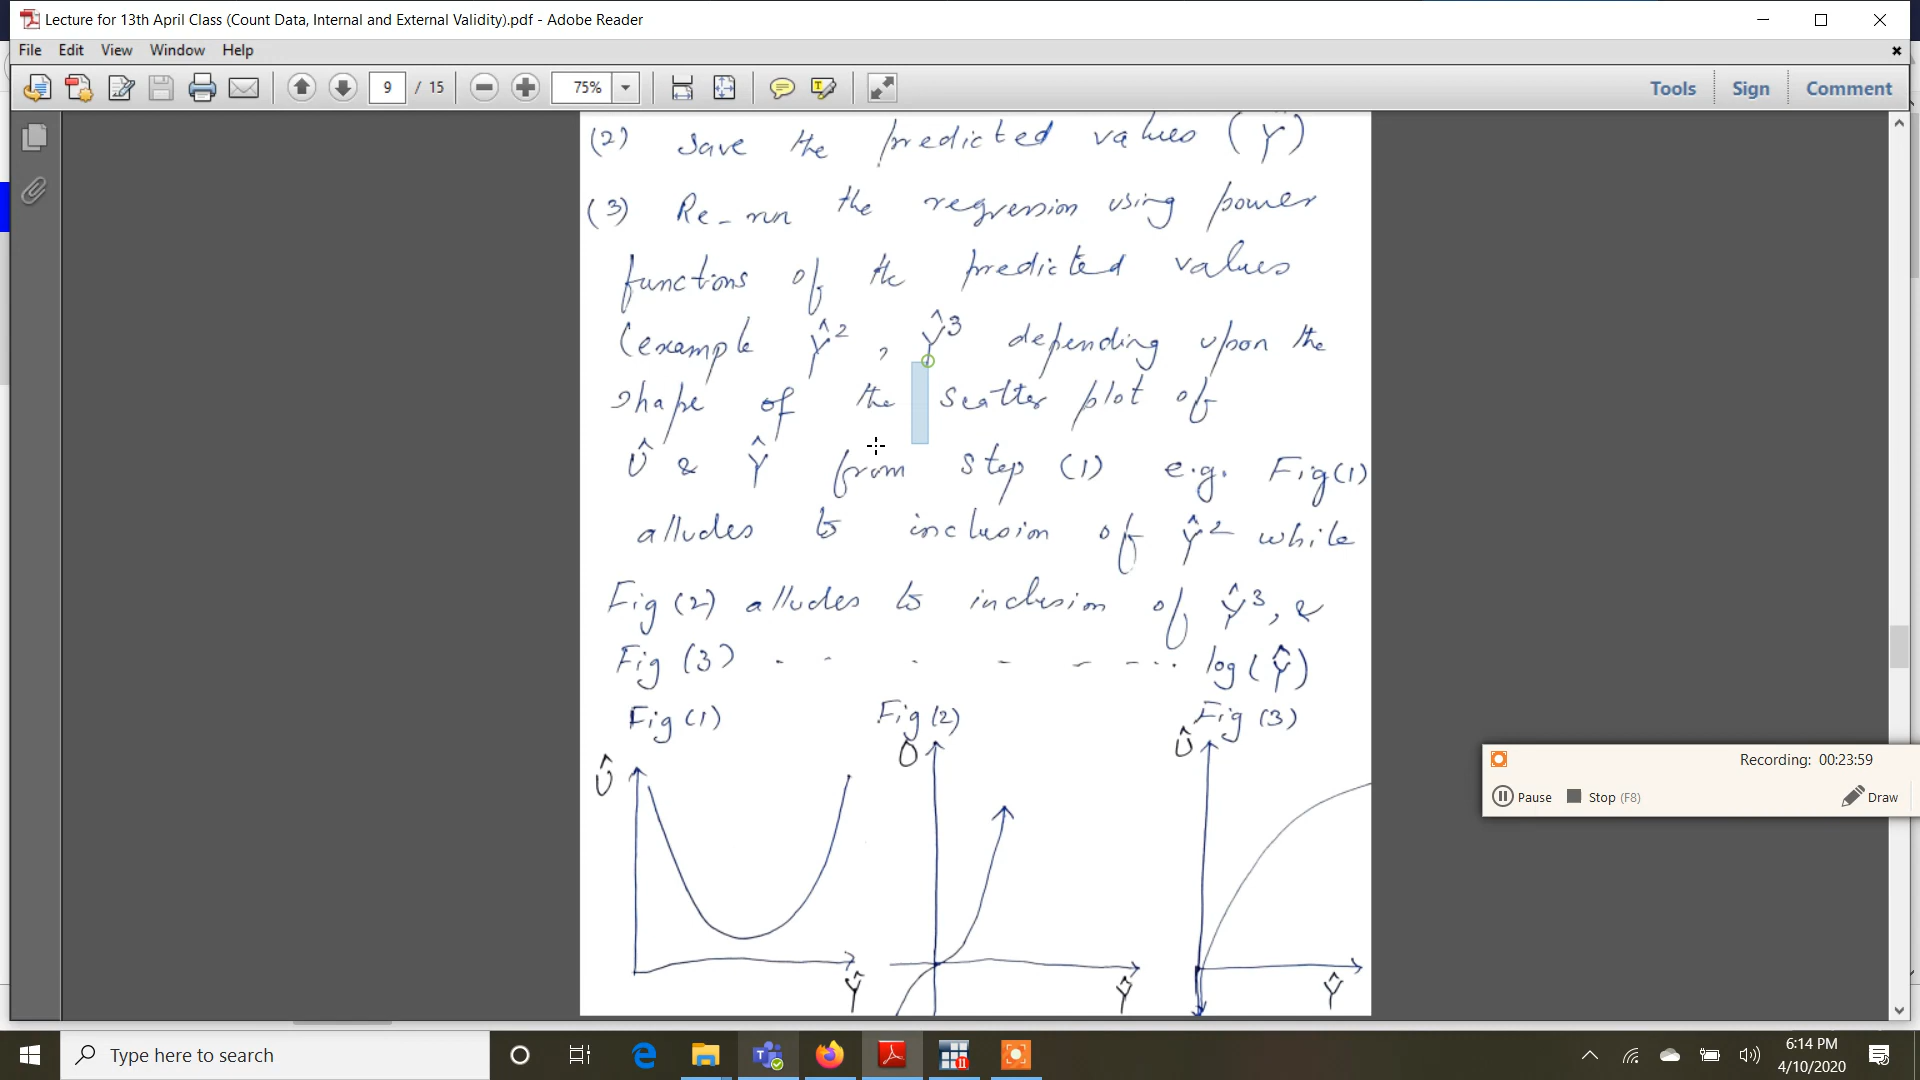 Lecture for 13th April Class (Count Data, Internal and External Validity).pdf - Adobe Reader
File Edit View Window Help
9 / 15 75% Tools Sign Comment
(2) Save the predicted values (Ŷ)
(3) Re-run the regression using power
functions of the predicted values
(example Ŷ², Ŷ³ depending upon the
shape of the scatter plot of
Û & Ŷ from step (1) e.g. Fig(1)
alludes to inclusion of Ŷ² while
Fig (2) alludes to inclusion of Ŷ³, &
Fig (3) - - - - - - ... log(Ŷ)
Fig (1) Fig (2) Fig (3)
Û Û Û
Ŷ Ŷ Ŷ
Recording: 00:23:59
Pause Stop (F8) Draw
Type here to search
6:14 PM
4/10/2020